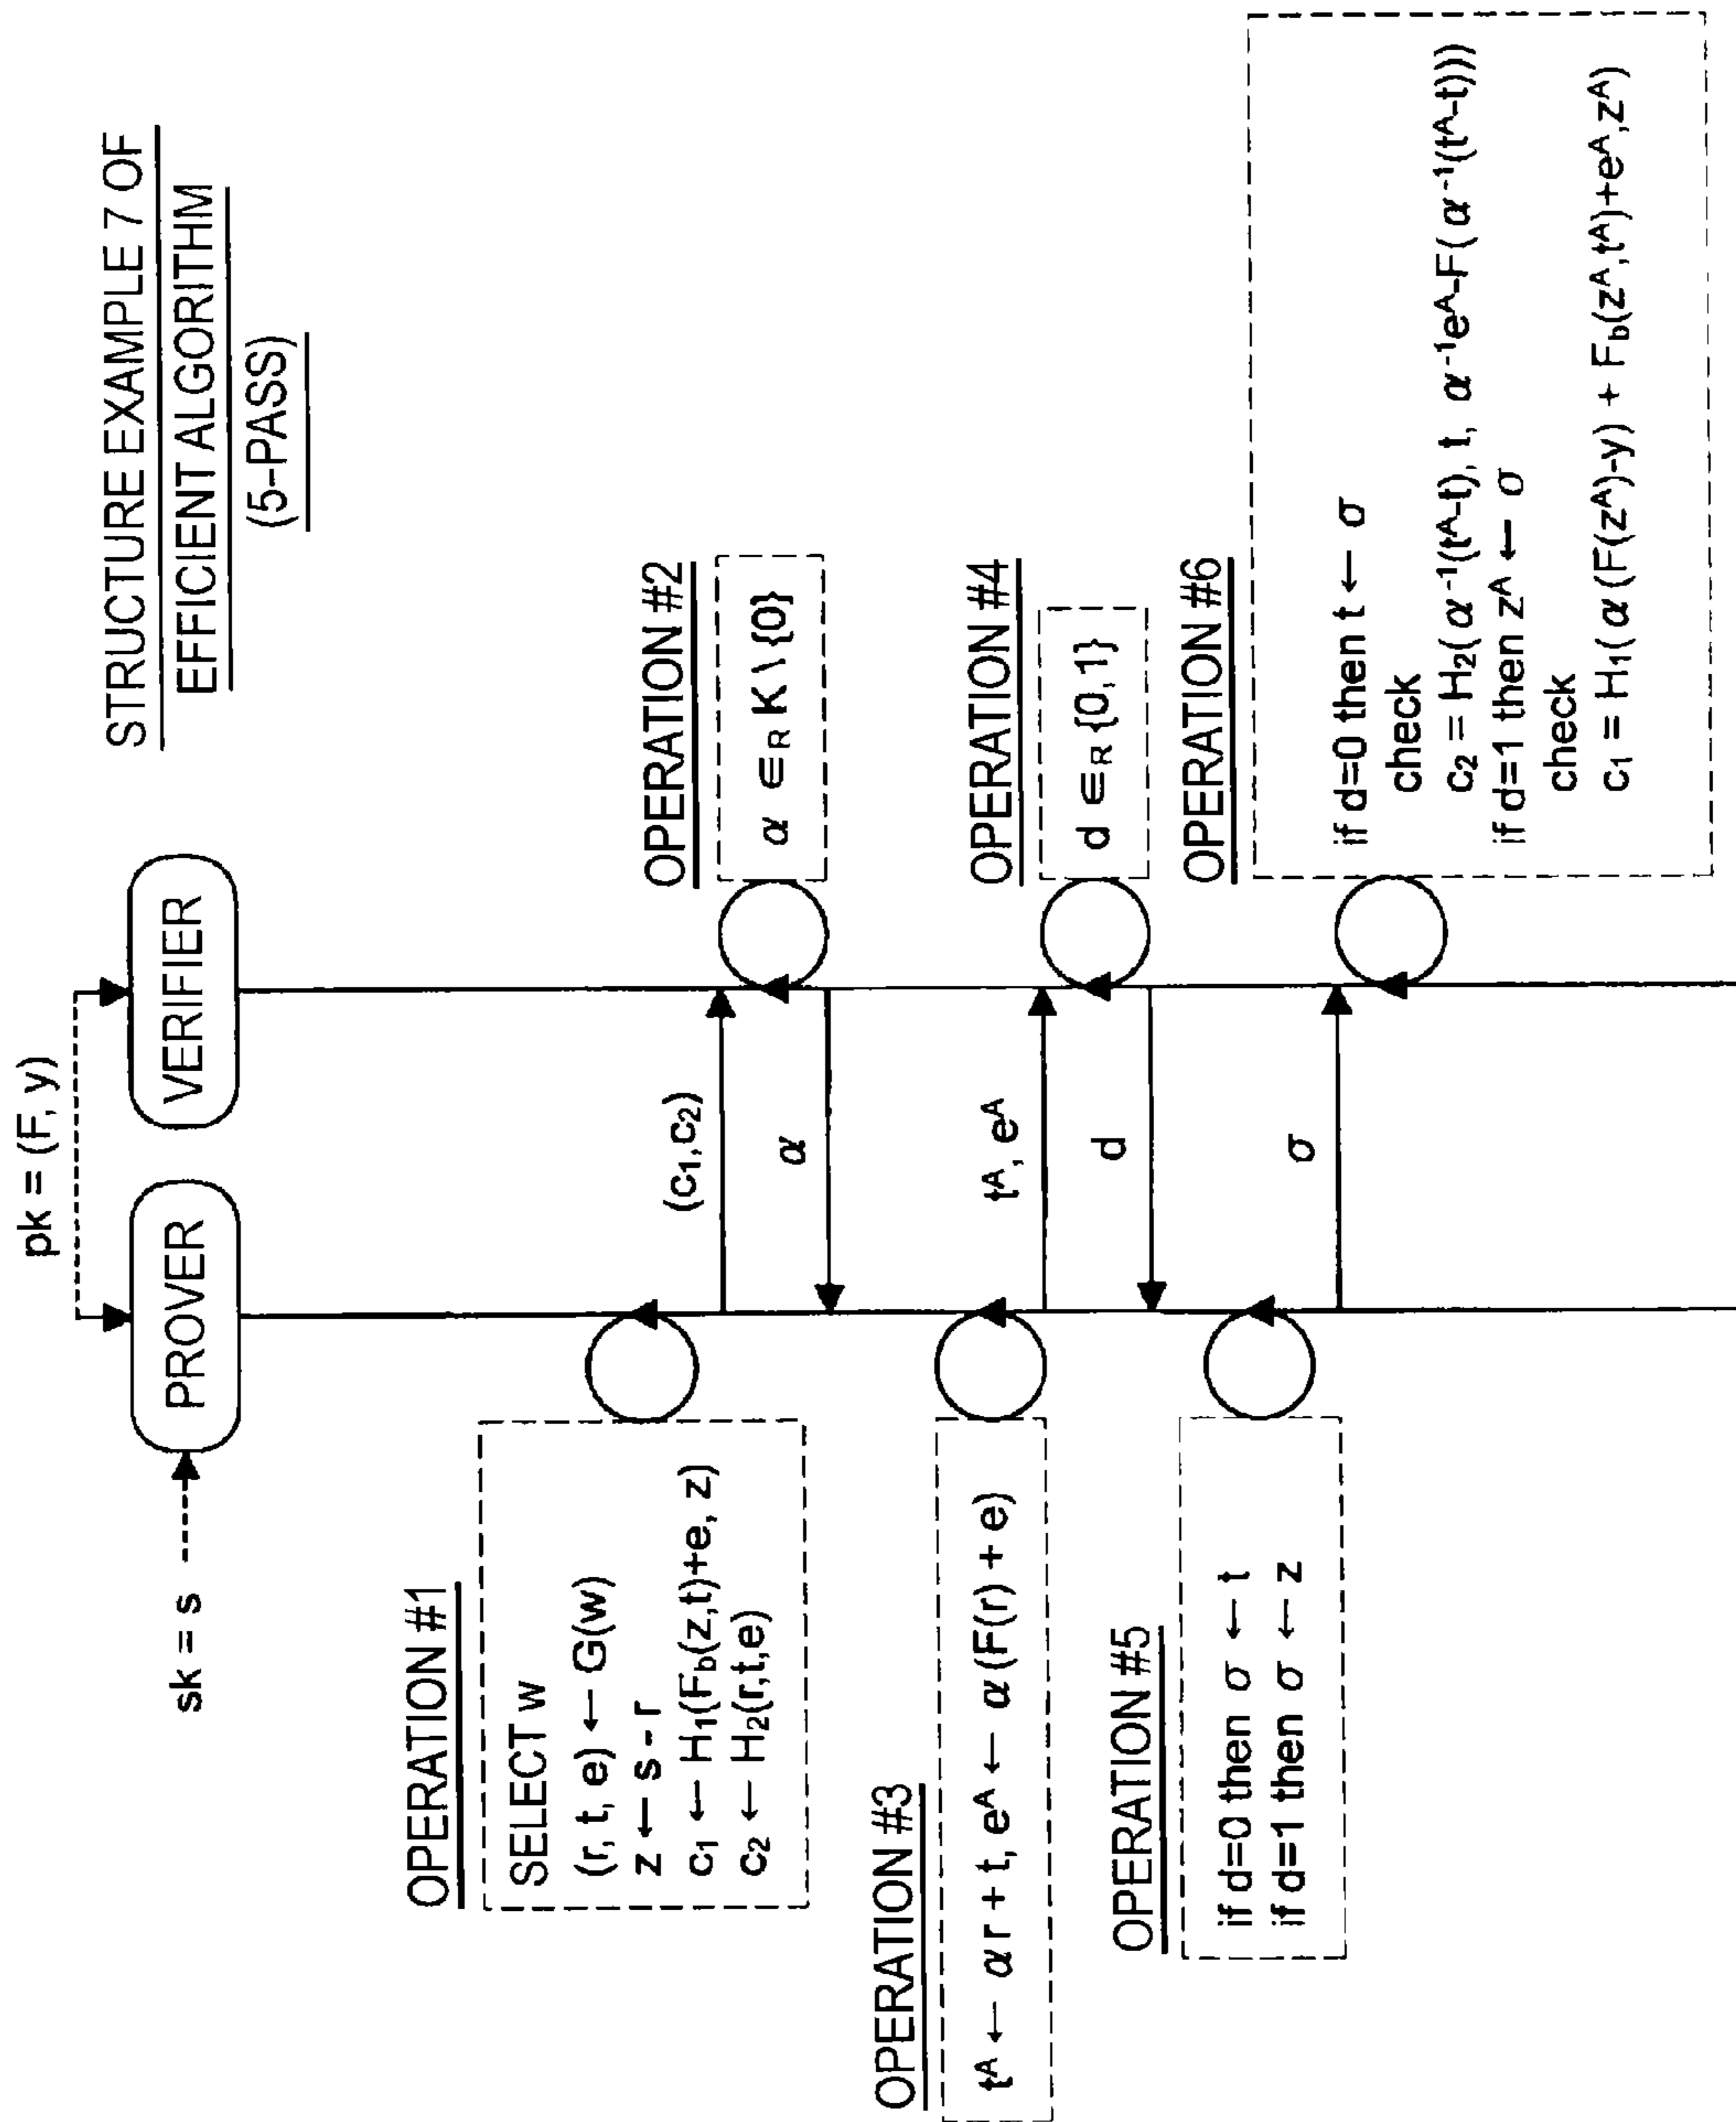 STRUCTURE EXAMPLE 7 OF
EFFICIENT ALGORITHM
(5-PASS)
pk = (F, y)
sk = s
PROVER
VERIFIER
OPERATION #1
SELECT w
(r, t, e) ← G(w)
z ← s - r
c₁ ← H₁(F_b(z,t)+e, z)
c₂ ← H₂(r,t,e)
(c₁,c₂)
OPERATION #2
α ∈_R K \ {0}
α
OPERATION #3
t^A ← α r + t, e^A ← α (F(r) + e)
t^A, e^A
OPERATION #4
d ∈_R {0,1}
d
OPERATION #5
if d=0 then σ ← t
if d=1 then σ ← z
σ
OPERATION #6
if d=0 then t ← σ
check
c₂ = H₂(α⁻¹(t^A-t), t, α⁻¹e^A-F(α⁻¹(t^A-t)))
if d=1 then z^A ← σ
check
c₁ = H₁(α (F(z^A)-y) + F_b(z^A,t^A)+e^A,z^A)